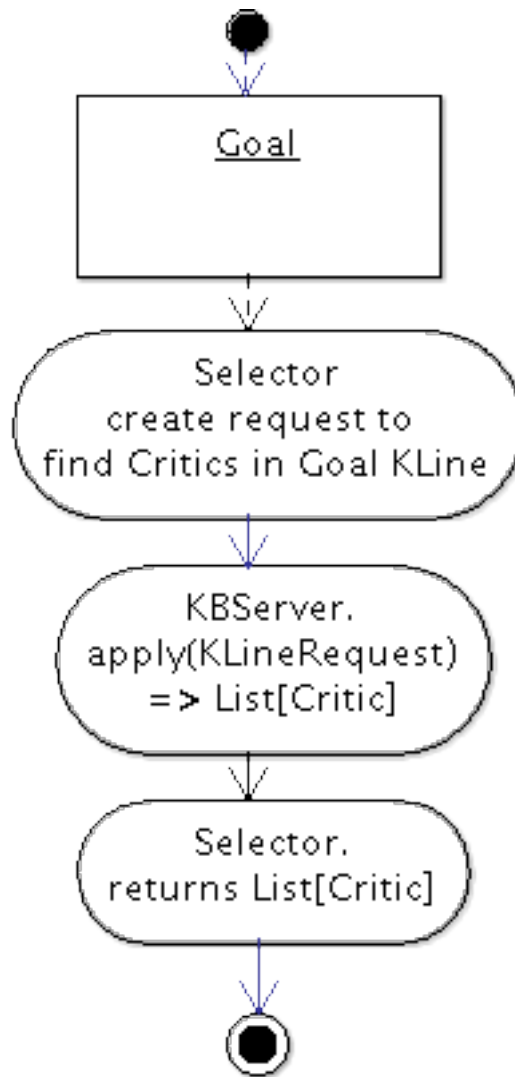 Goal
Selector
create request to
find Critics in Goal KLine
KBServer.
apply(KLineRequest)
=> List[Critic]
Selector.
returns List[Critic]